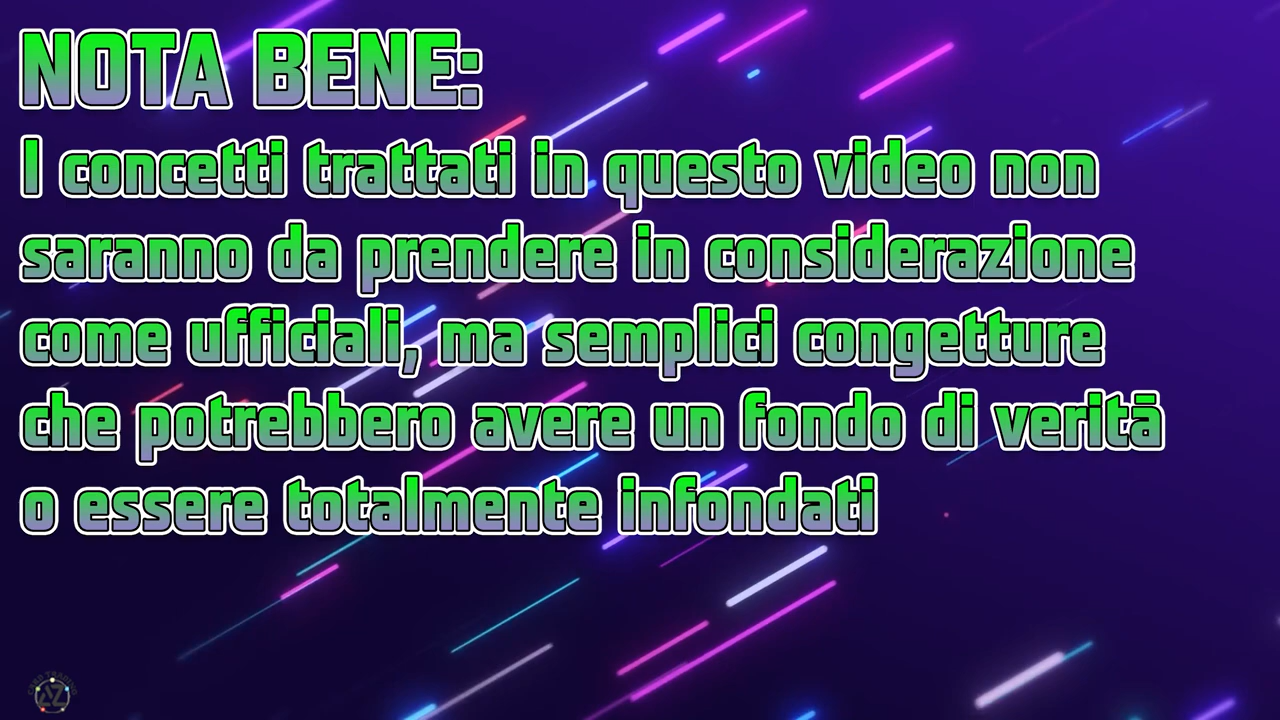 NOTA BENE:
I concetti trattati in questo video non
saranno da prendere in considerazione
come ufficiali, ma semplici congetture
che potrebbero avere un fondo di verità
o essere totalmente infondati
AZ